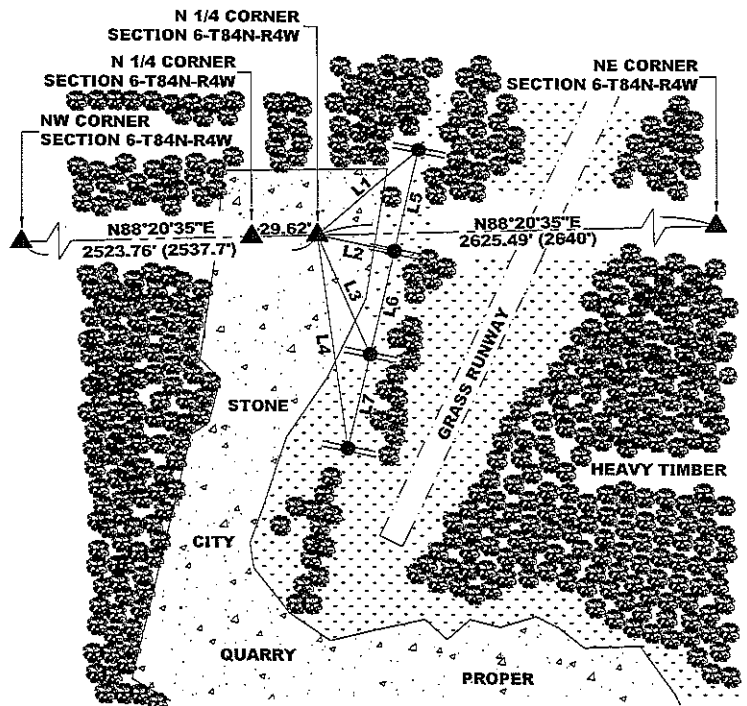 N 1/4 CORNER
SECTION 6-T84N-R4W
N 1/4 CORNER
SECTION 6-T84N-R4W
NE CORNER
SECTION 6-T84N-R4W
NW CORNER
SECTION 6-T84N-R4W
L1
L5
N88°20'35"E
2523.76' (2537.7')
29.62'
N88°20'35"E
2625.49' (2640')
L2
L3
L6
L4
L7
GRASS RUNWAY
STONE
HEAVY TIMBER
CITY
QUARRY
PROPER